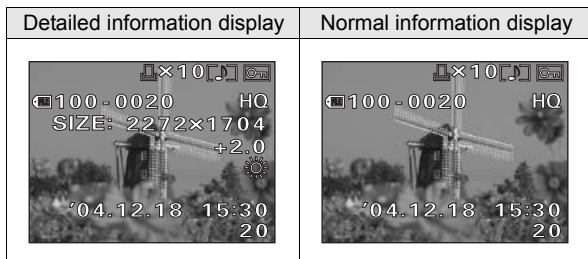 Detailed information display
Normal information display
×10
100-0020 HQ
SIZE: 2272×1704
+2.0
'04.12.18 15:30
20
×10
100-0020 HQ
'04.12.18 15:30
20